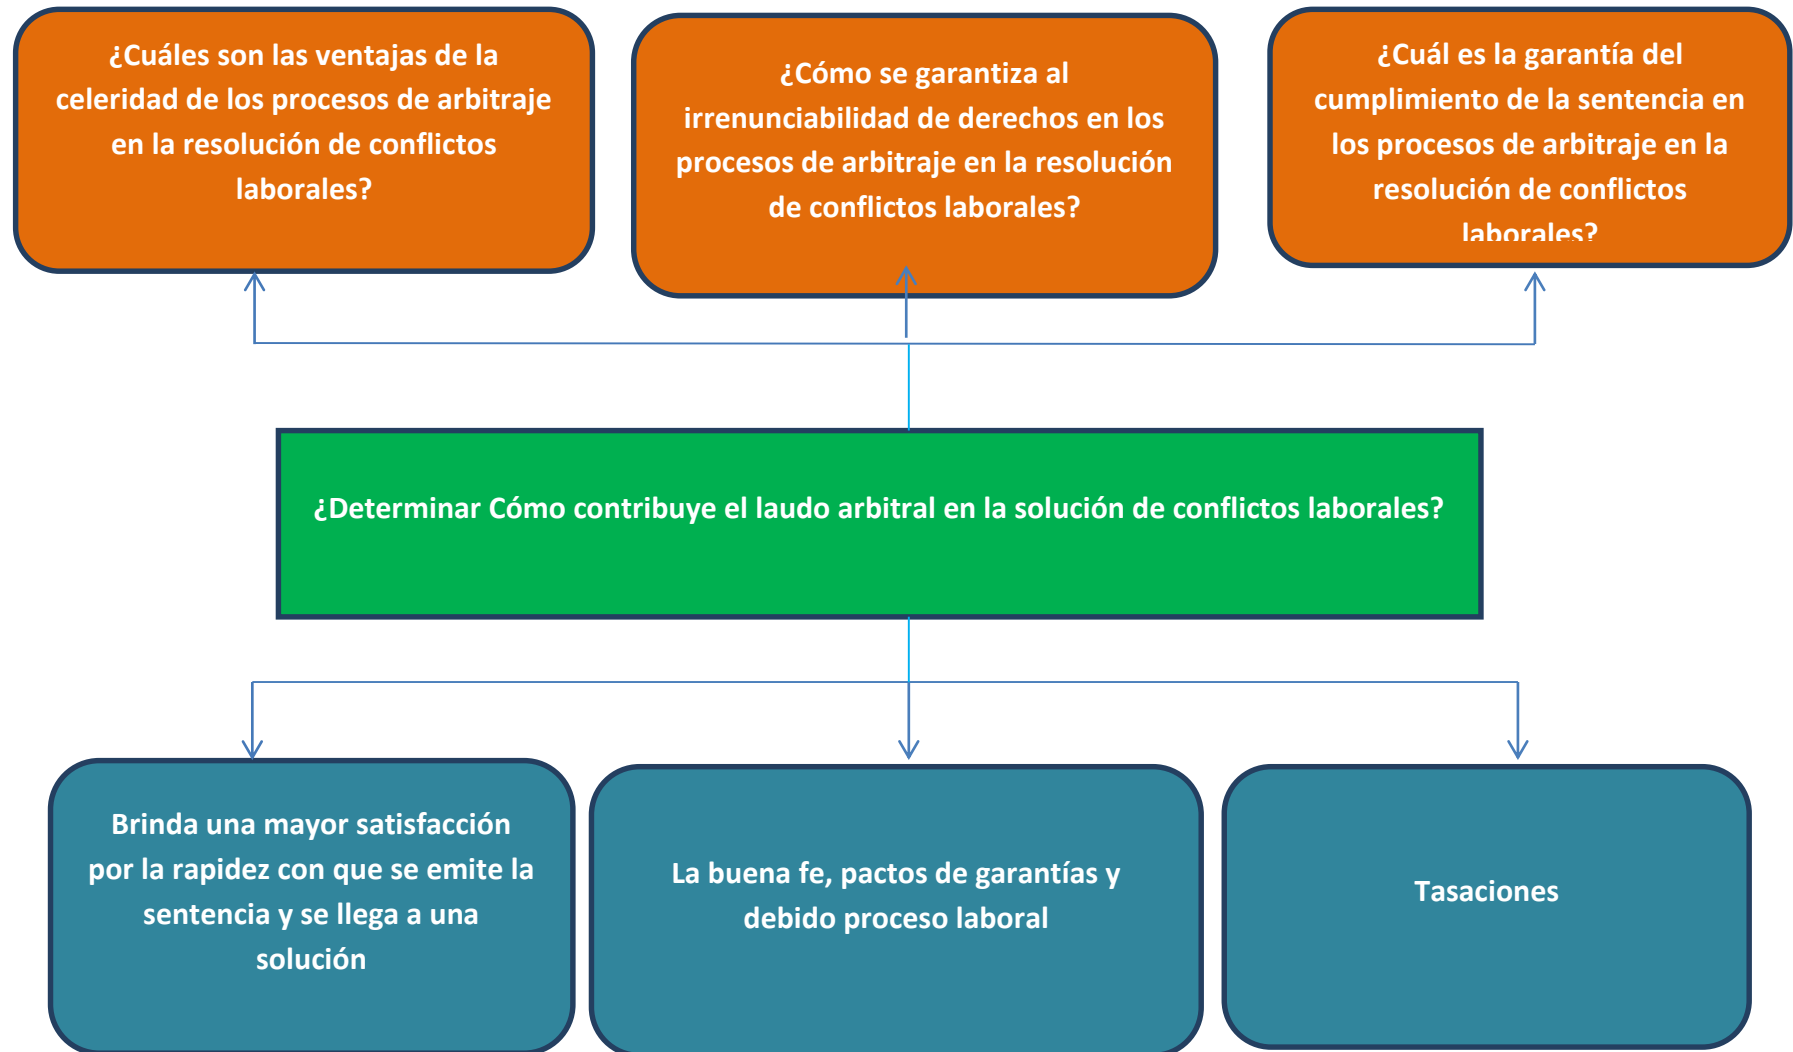 ¿Cuáles son las ventajas de la
celeridad de los procesos de arbitraje
en la resolución de conflictos
laborales?
¿Cómo se garantiza al
irrenunciabilidad de derechos en los
procesos de arbitraje en la resolución
de conflictos laborales?
¿Cuál es la garantía del
cumplimiento de la sentencia en
los procesos de arbitraje en la
resolución de conflictos
laborales?
¿Determinar Cómo contribuye el laudo arbitral en la solución de conflictos laborales?
Brinda una mayor satisfacción
por la rapidez con que se emite la
sentencia y se llega a una
solución
La buena fe, pactos de garantías y
debido proceso laboral
Tasaciones